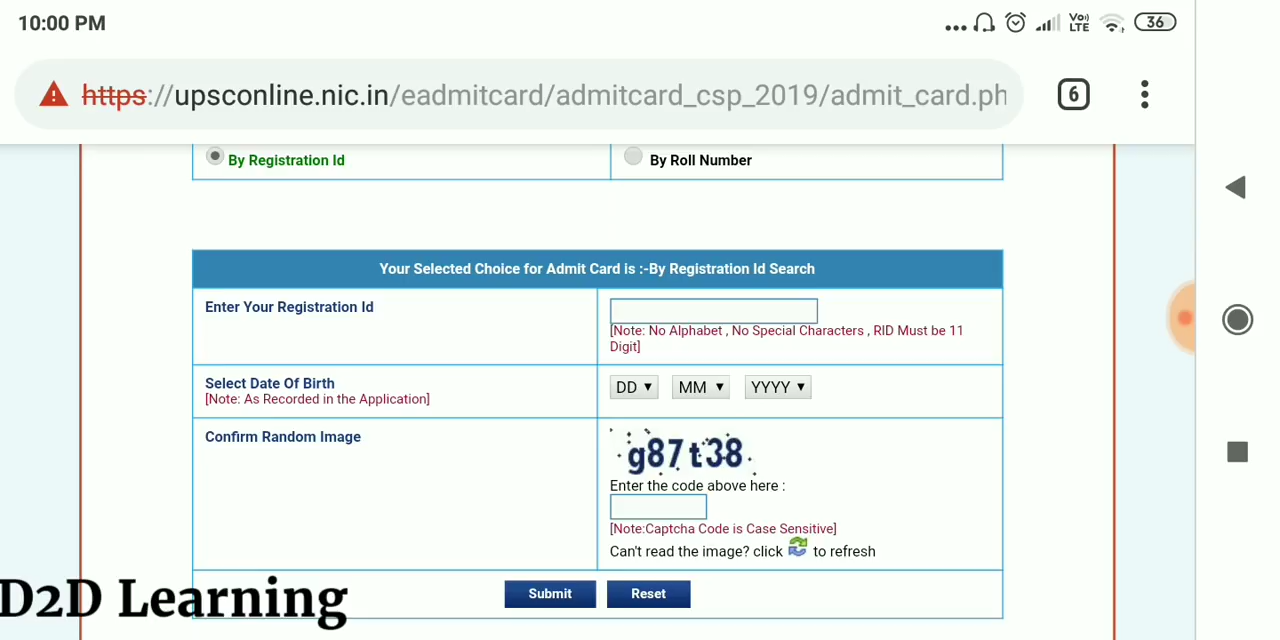 10:00 PM
Vo) LTE
36
https://upsconline.nic.in/eadmitcard/admitcard_csp_2019/admit_card.ph
6
By Registration Id
By Roll Number
Your Selected Choice for Admit Card is :-By Registration Id Search
Enter Your Registration Id
[Note: No Alphabet , No Special Characters , RID Must be 11
Digit]
Select Date Of Birth
[Note: As Recorded in the Application]
DD ▼ MM ▼ YYYY ▼
Confirm Random Image
g87t38
Enter the code above here :
[Note:Captcha Code is Case Sensitive]
Can't read the image? click to refresh
Submit
Reset
D2D Learning